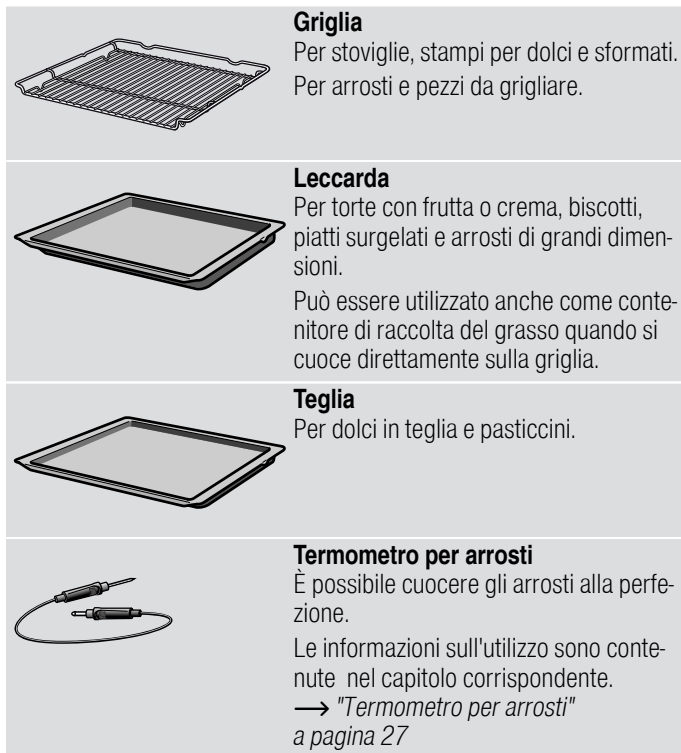 Griglia
Per stoviglie, stampi per dolci e sformati.
Per arrosti e pezzi da grigliare.
Leccarda
Per torte con frutta o crema, biscotti,
piatti surgelati e arrosti di grandi dimen-
sioni.
Può essere utilizzato anche come conte-
nitore di raccolta del grasso quando si
cuoce direttamente sulla griglia.
Teglia
Per dolci in teglia e pasticcini.
Termometro per arrosti
È possibile cuocere gli arrosti alla perfe-
zione.
Le informazioni sull'utilizzo sono conte-
nute nel capitolo corrispondente.
→ "Termometro per arrosti"
a pagina 27